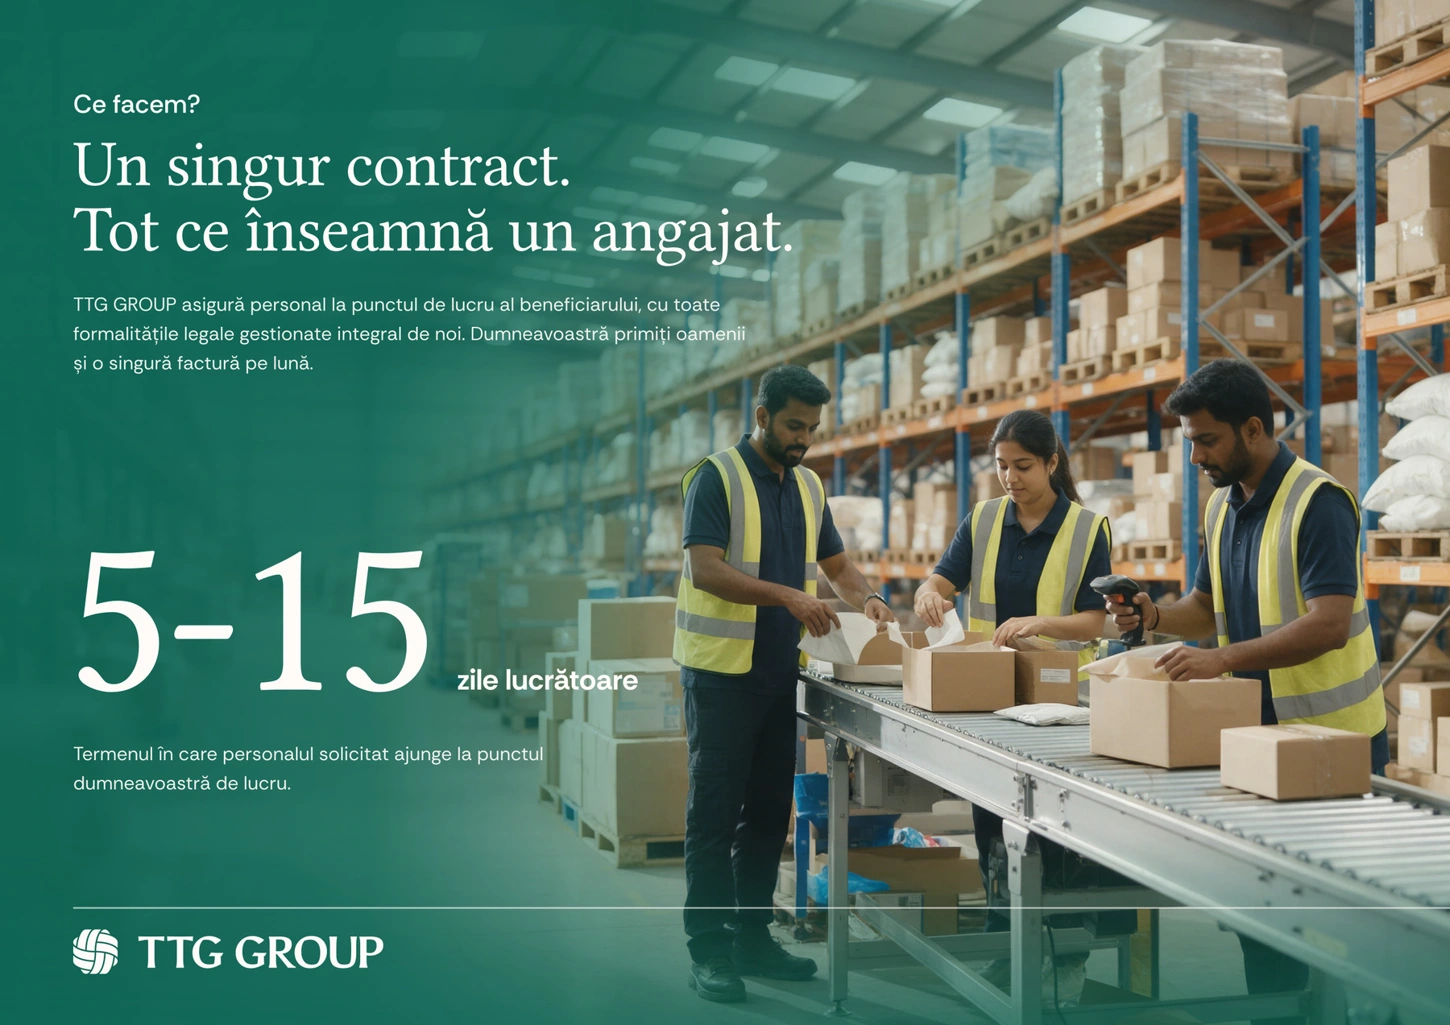 Ce facem?
Un singur contract.
Tot ce înseamnă un angajat.
TTG GROUP asigură personal la punctul de lucru al beneficiarului, cu toate
formalitățile legale gestionate integral de noi. Dumneavoastră primiți oamenii
și o singură factură pe lună.
5-15 zile lucrătoare
Termenul în care personalul solicitat ajunge la punctul
dumneavoastră de lucru.
TTG GROUP